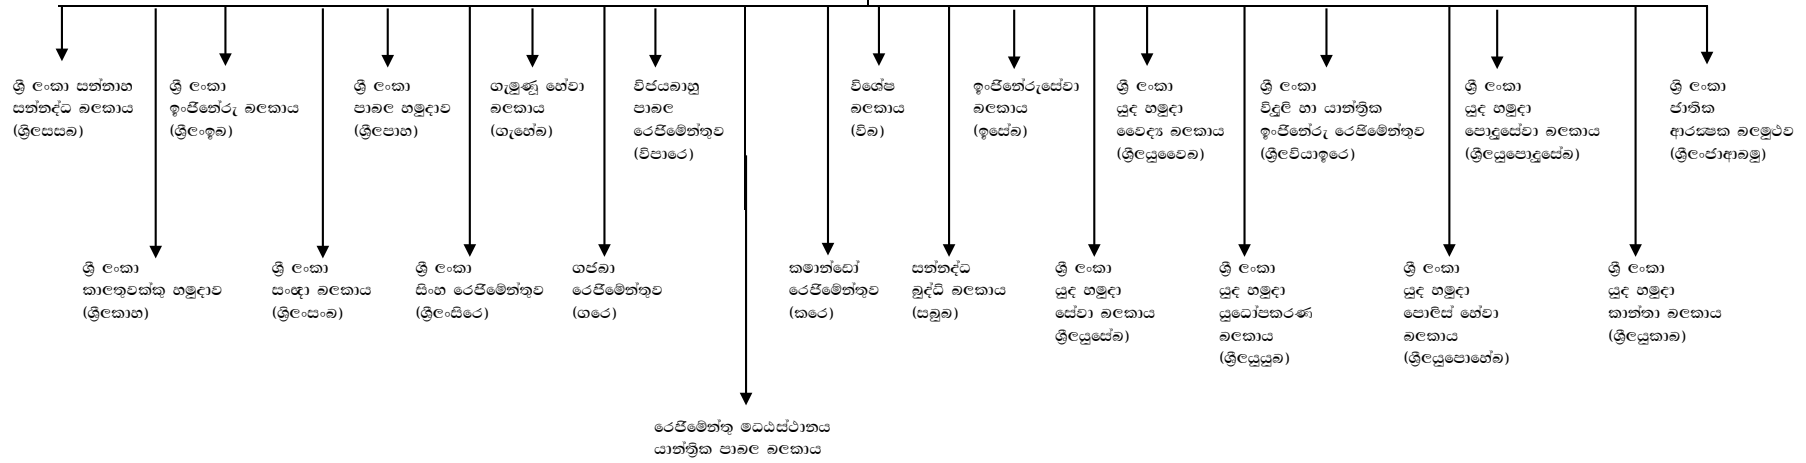 ශ්‍රී ලංකා සන්නාහ
සන්නද්ධ බලකාය
(ශ්‍රීලසසබ)
ශ්‍රී ලංකා
ඉංජිනේරු බලකාය
(ශ්‍රීලංඉබ)
ශ්‍රී ලංකා
පාබල හමුදාව
(ශ්‍රීලපාහ)
ගැමුණු හේවා
බලකාය
(ගැහේබ)
විජයබාහු
පාබල
රෙජිමේන්තුව
(විපාරෙ)
විශේෂ
බලකාය
(විබ)
ඉංජිනේරුසේවා
බලකාය
(ඉසේබ)
ශ්‍රී ලංකා
යුද හමුදා
වෛද්‍ය බලකාය
(ශ්‍රීලයුවෛබ)
ශ්‍රී ලංකා
විදුලි හා යාන්ත්‍රික
ඉංජිනේරු රෙජිමේන්තුව
(ශ්‍රීලවියාඉරෙ)
ශ්‍රී ලංකා
යුද හමුදා
පොදුසේවා බලකාය
(ශ්‍රීලයුපොදුසේබ)
ශ්‍රි ලංකා
ජාතික
ආරක්‍ෂක බලමුළුව
(ශ්‍රීලංජාආබමු)
ශ්‍රී ලංකා
කාලතුවක්කු හමුදාව
(ශ්‍රීලකාහ)
ශ්‍රී ලංකා
සංඥා බලකාය
(ශ්‍රීලංසංබ)
ශ්‍රී ලංකා
සිංහ රෙජිමේන්තුව
(ශ්‍රීලංසිරෙ)
ගජබා
රෙජිමේන්තුව
(ගරෙ)
කමාන්ඩෝ
රෙජිමේන්තුව
(කරෙ)
සන්නද්ධ
බුද්ධි බලකාය
(සබුබ)
ශ්‍රී ලංකා
යුද හමුදා
සේවා බලකාය
ශ්‍රීලයුසේබ)
ශ්‍රී ලංකා
යුද හමුදා
යුධෝපකරණ
බලකාය
(ශ්‍රීලයුයුබ)
ශ්‍රී ලංකා
යුද හමුදා
පොලිස් හේවා
බලකාය
(ශ්‍රීලයුපොහේබ)
ශ්‍රී ලංකා
යුද හමුදා
කාන්තා බලකාය
(ශ්‍රීලයුකාබ)
රෙජිමේන්තු මධඨස්ථානය
යාන්ත්‍රික පාබල බලකාය